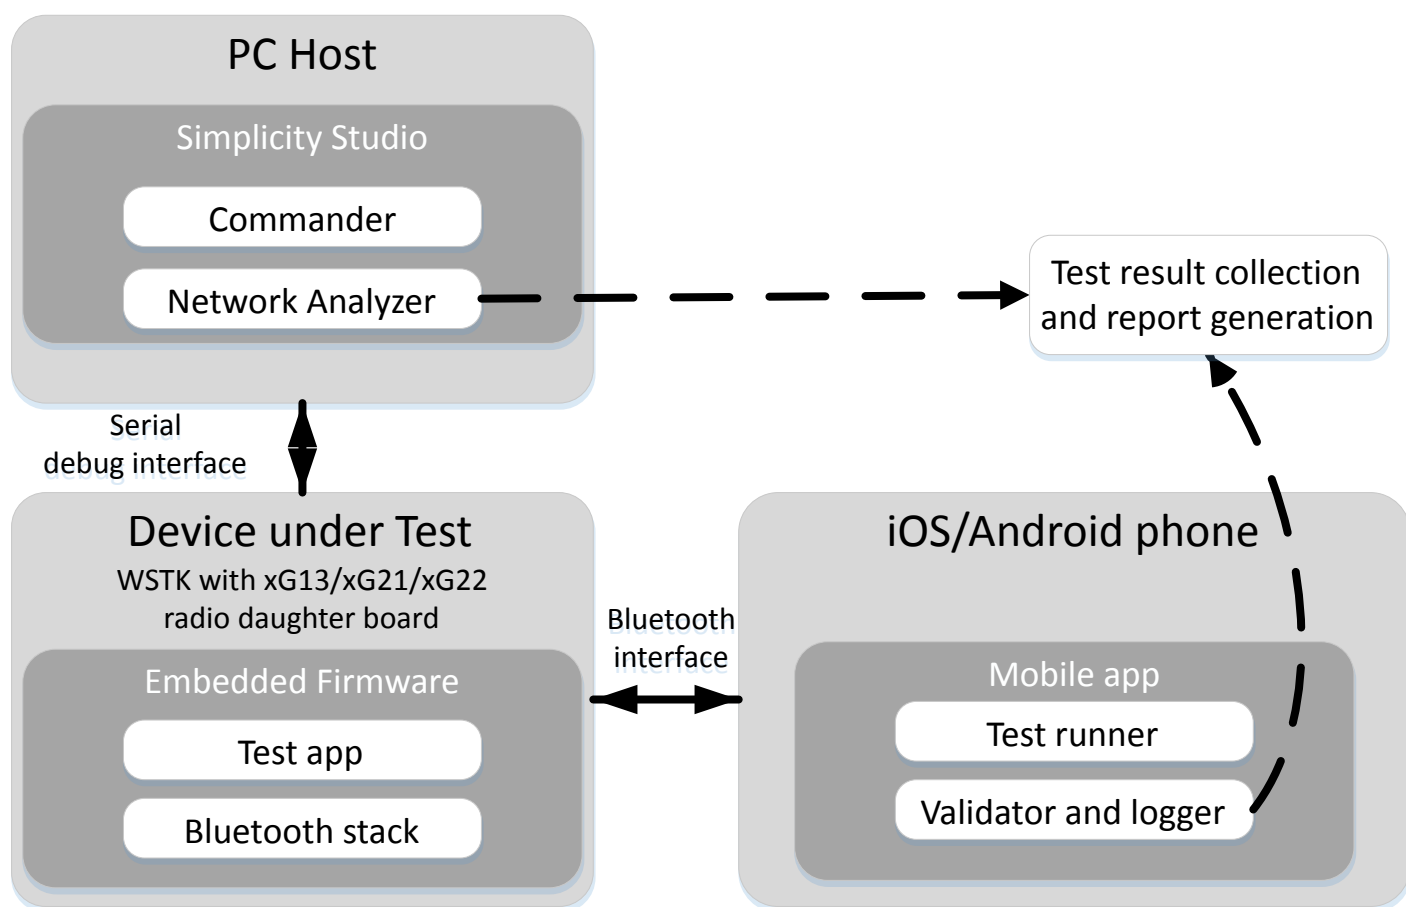 PC Host
Simplicity Studio
Commander
Network Analyzer
Test result collection
and report generation
Serial
debug interface
Device under Test
WSTK with xG13/xG21/xG22
radio daughter board
Embedded Firmware
Test app
Bluetooth stack
Bluetooth
interface
iOS/Android phone
Mobile app
Test runner
Validator and logger